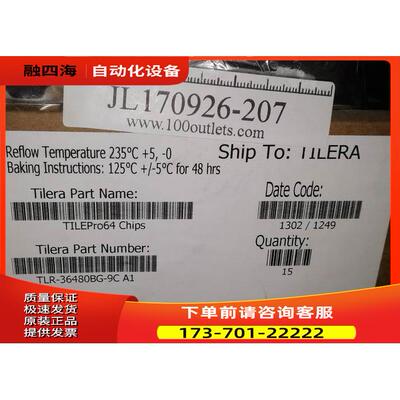 融四海 自动化设备
JL170926-207
www.100outlets.com
Reflow Temperature 235°C +5, -0
Ship To: TILERA
Baking Instructions: 125°C +/-5°C for 48 hrs
Tilera Part Name:
Date Code:
TILEPro64 Chips
1302 / 1249
Tilera Part Number:
Quantity:
15
TLR-36480BG-9C A1
质量保证
极速发货
原装正品
提供发票
下单前请咨询客服
173-701-22222